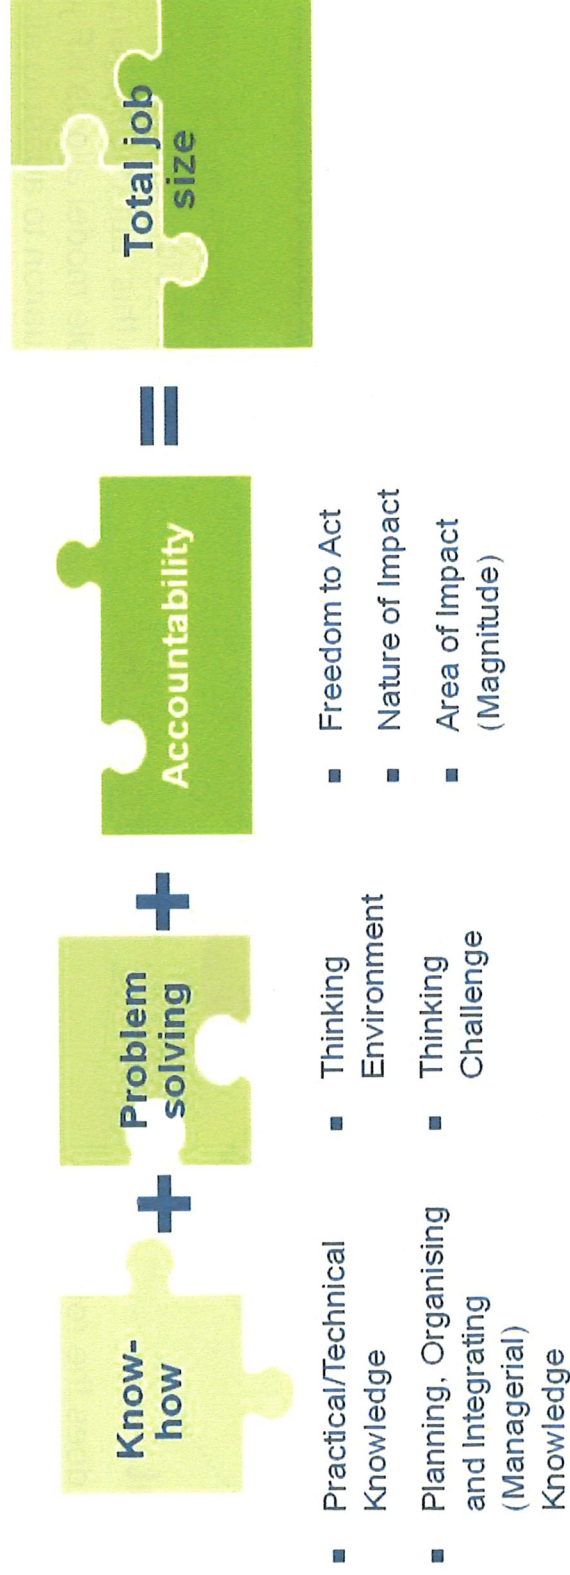 Know-
how
+
Problem
solving
+
Accountability
=
Total job
size
▪ Practical/Technical
Knowledge
▪ Planning, Organising
and Integrating
(Managerial)
Knowledge
▪ Thinking
Environment
▪ Thinking
Challenge
▪ Freedom to Act
▪ Nature of Impact
▪ Area of Impact
(Magnitude)